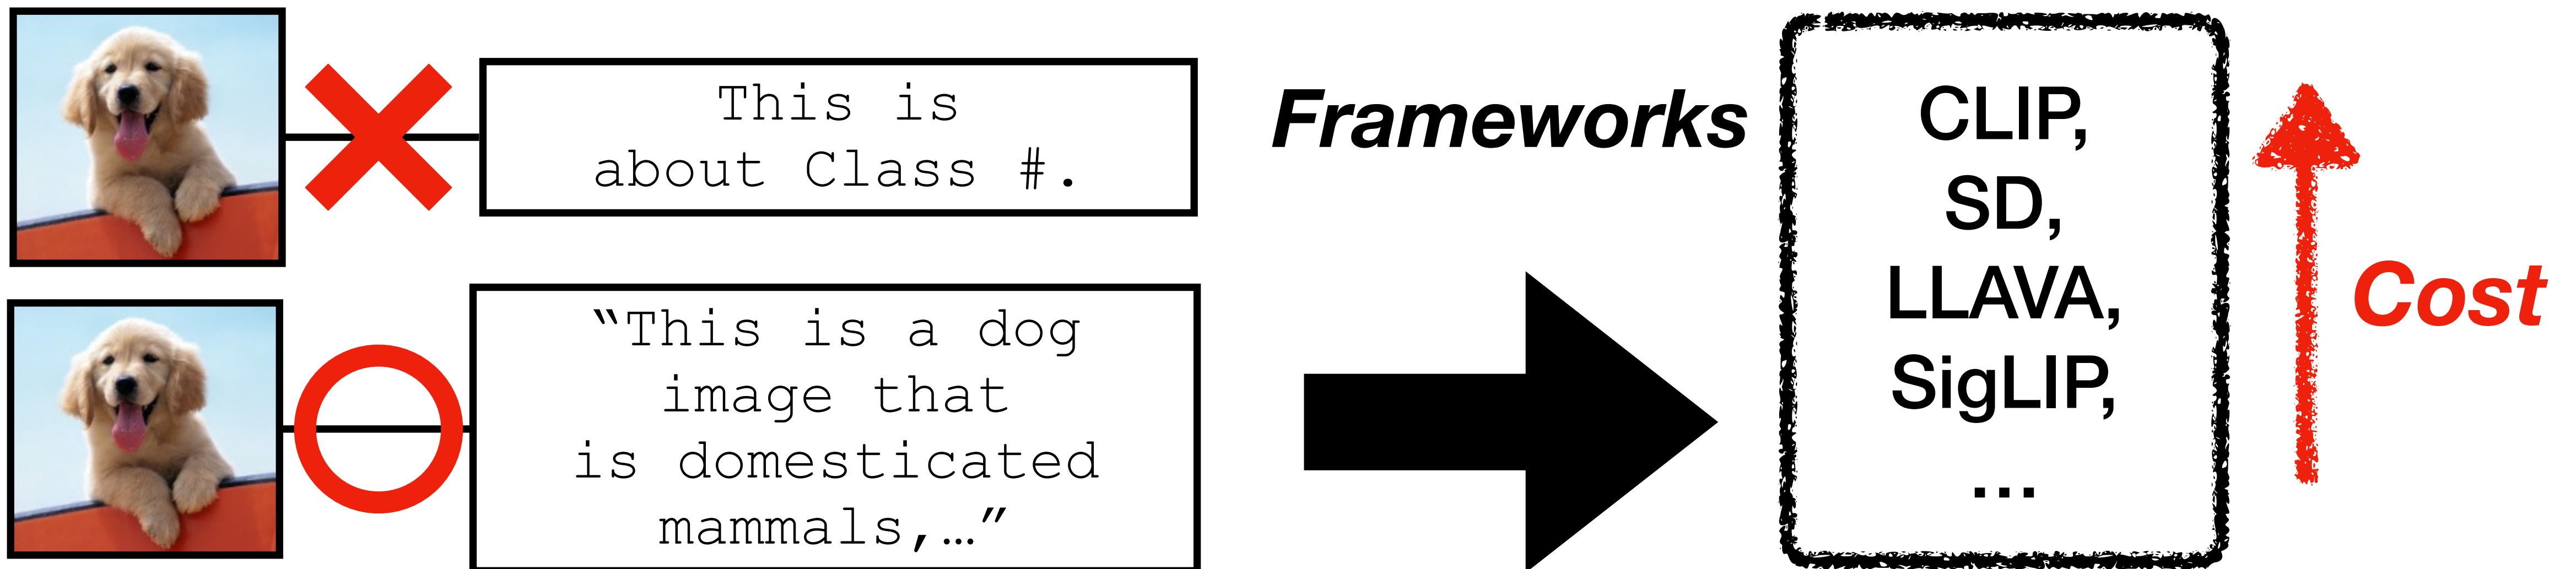 This is
about Class #.
“This is a dog
image that
is domesticated
mammals,…”
Frameworks
CLIP,
SD,
LLAVA,
SigLIP,
...
Cost